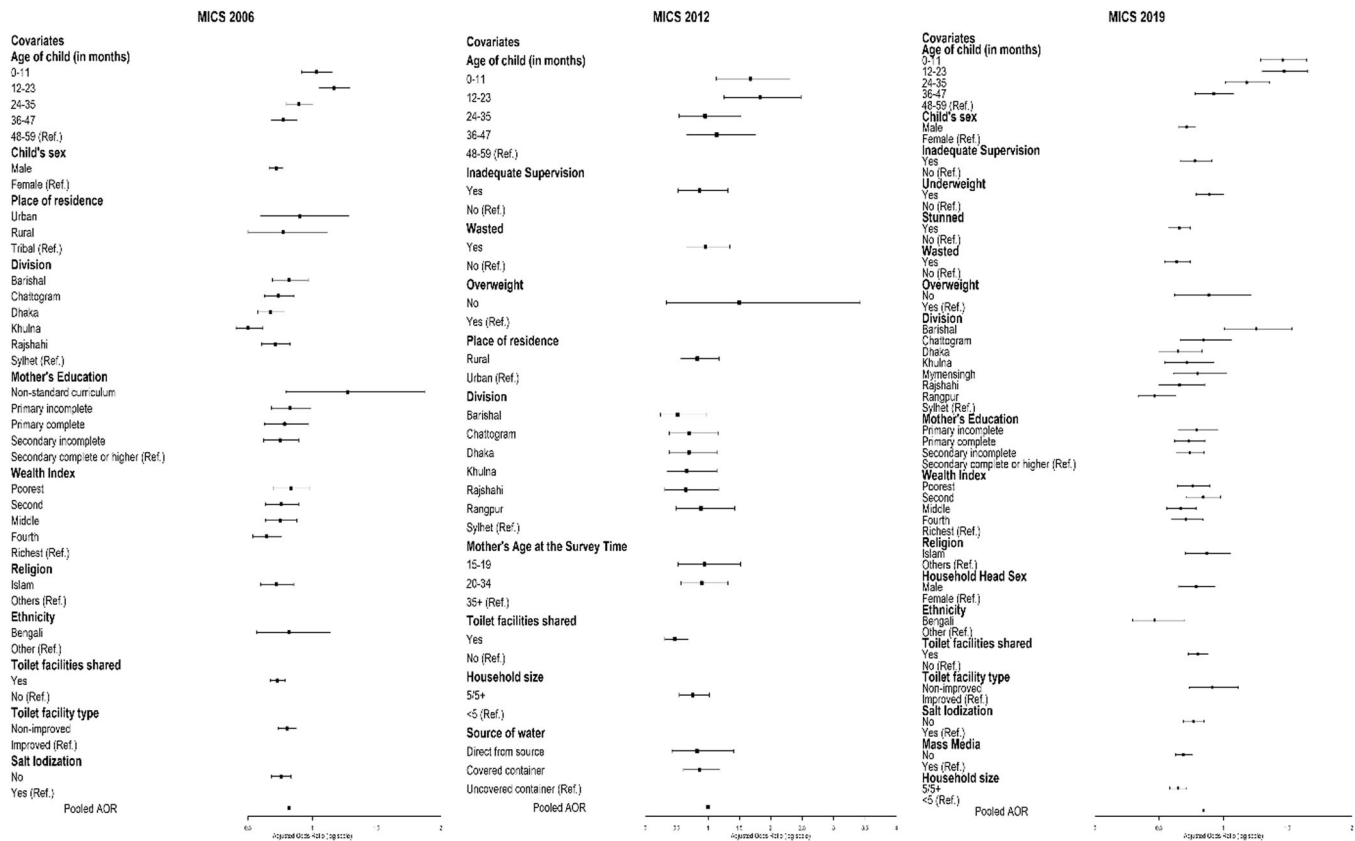 MICS 2006
Covariates
Age of child (in months)
0-11
12-23
24-35
36-47
48-59 (Ref.)
Child's sex
Male
Female (Ref.)
Place of residence
Urban
Rural
Tribal (Ref.)
Division
Barishal
Chattogram
Dhaka
Khulna
Rajshahi
Sylhet (Ref.)
Mother's Education
Non-standard curriculum
Primary incomplete
Primary complete
Secondary incomplete
Secondary complete or higher (Ref.)
Wealth Index
Poorest
Second
Middle
Fourth
Richest (Ref.)
Religion
Islam
Others (Ref.)
Ethnicity
Bengali
Other (Ref.)
Toilet facilities shared
Yes
No (Ref.)
Toilet facility type
Non-improved
Improved (Ref.)
Salt Iodization
No
Yes (Ref.)
Pooled AOR
Adjusted Odds Ratio (log scale)
MICS 2012
Covariates
Age of child (in months)
0-11
12-23
24-35
36-47
48-59 (Ref.)
Inadequate Supervision
Yes
No (Ref.)
Wasted
Yes
No (Ref.)
Overweight
No
Yes (Ref.)
Place of residence
Rural
Urban (Ref.)
Division
Barishal
Chattogram
Dhaka
Khulna
Rajshahi
Rangpur
Sylhet (Ref.)
Mother's Age at the Survey Time
15-19
20-34
35+ (Ref.)
Toilet facilities shared
Yes
No (Ref.)
Household size
5/5+
<5 (Ref.)
Source of water
Direct from source
Covered container
Uncovered container (Ref.)
Pooled AOR
Adjusted Odds Ratio (log scale)
MICS 2019
Covariates
Age of child (in months)
0-11
12-23
24-35
36-47
48-59 (Ref.)
Child's sex
Male
Female (Ref.)
Inadequate Supervision
Yes
No (Ref.)
Underweight
Yes
No (Ref.)
Stunned
Yes
No (Ref.)
Wasted
Yes
No (Ref.)
Overweight
No
Yes (Ref.)
Division
Barishal
Chattogram
Dhaka
Khulna
Mymensingh
Rajshahi
Rangpur
Sylhet (Ref.)
Mother's Education
Primary incomplete
Primary complete
Secondary incomplete
Secondary complete or higher (Ref.)
Wealth Index
Poorest
Second
Middle
Fourth
Richest (Ref.)
Religion
Islam
Others (Ref.)
Household Head Sex
Male
Female (Ref.)
Ethnicity
Bengali
Other (Ref.)
Toilet facilities shared
Yes
No (Ref.)
Toilet facility type
Non-improved
Improved (Ref.)
Salt Iodization
No
Yes (Ref.)
Mass Media
No
Yes (Ref.)
Household size
5/5+
<5 (Ref.)
Pooled AOR
Adjusted Odds Ratio (log scale)